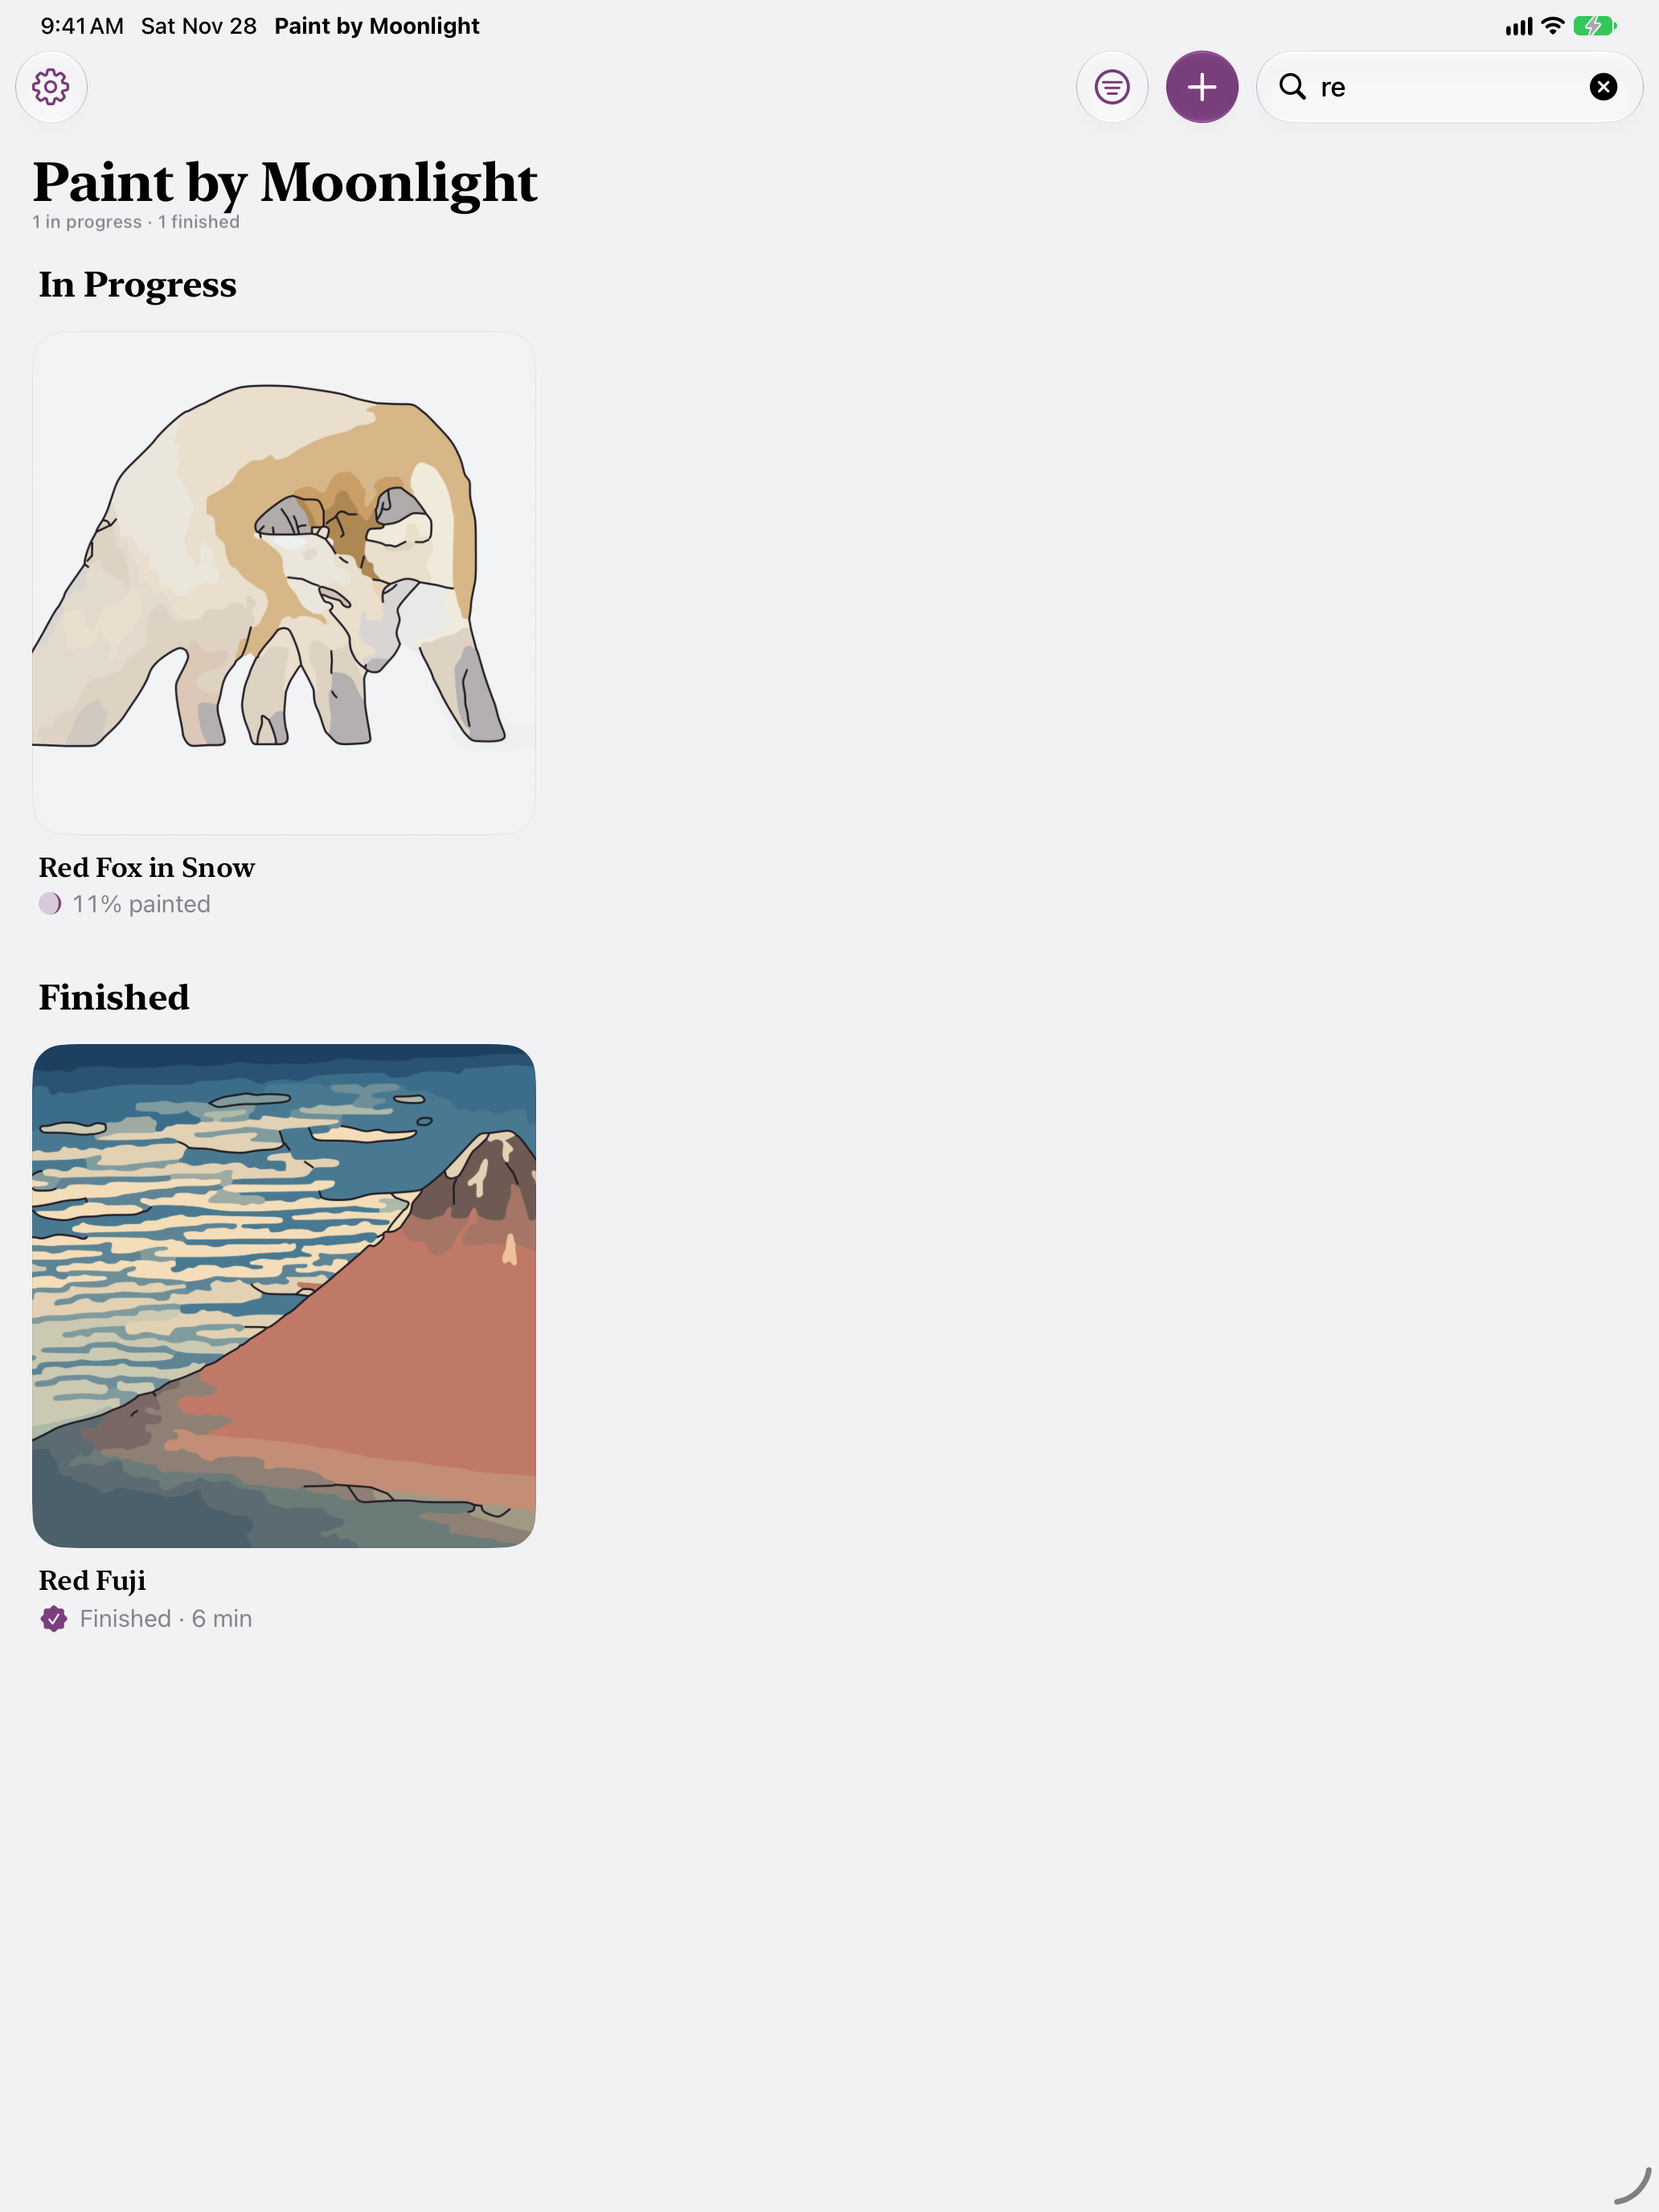 9:41 AM Sat Nov 28 Paint by Moonlight
re
Paint by Moonlight
1 in progress · 1 finished
In Progress
Red Fox in Snow
11% painted
Finished
Red Fuji
Finished · 6 min